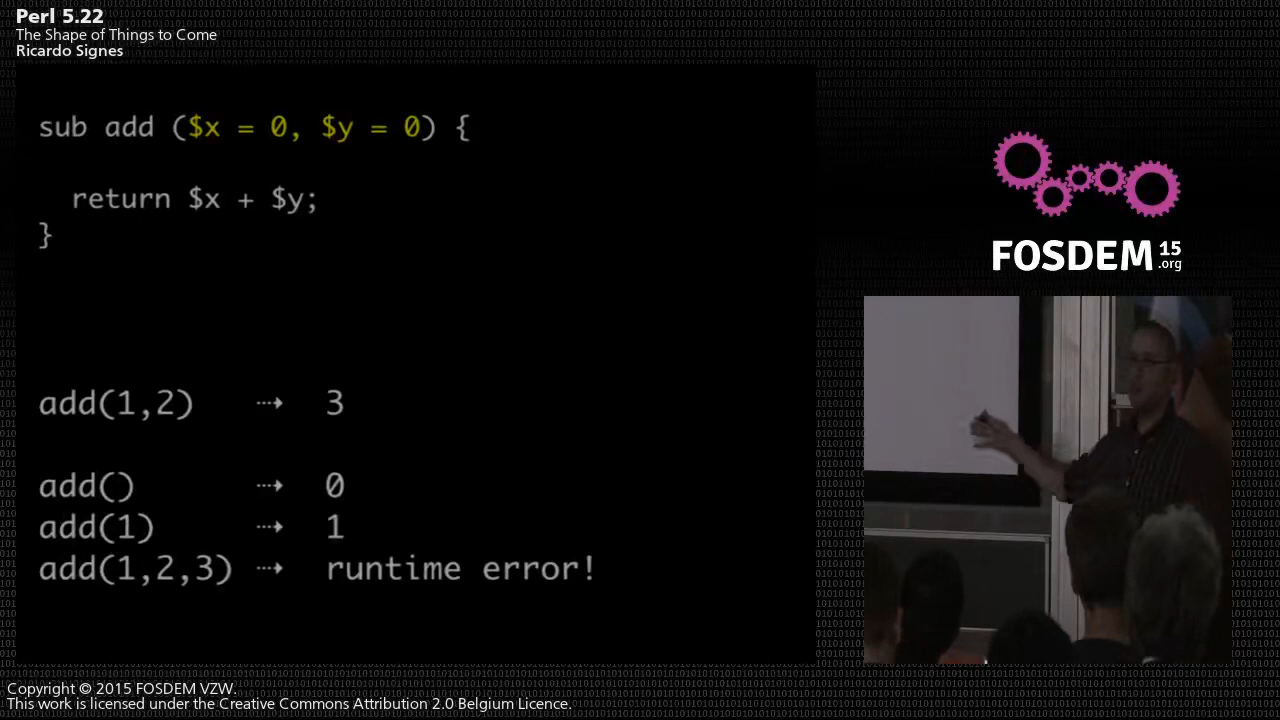 Perl 5.22
The Shape of Things to Come
Ricardo Signes
sub add ($x = 0, $y = 0) {
return $x + $y;
}
add(1,2) ⇢ 3
add() ⇢ 0
add(1) ⇢ 1
add(1,2,3) ⇢ runtime error!
FOSDEM 15
.org
Copyright © 2015 FOSDEM VZW.
This work is licensed under the Creative Commons Attribution 2.0 Belgium Licence.